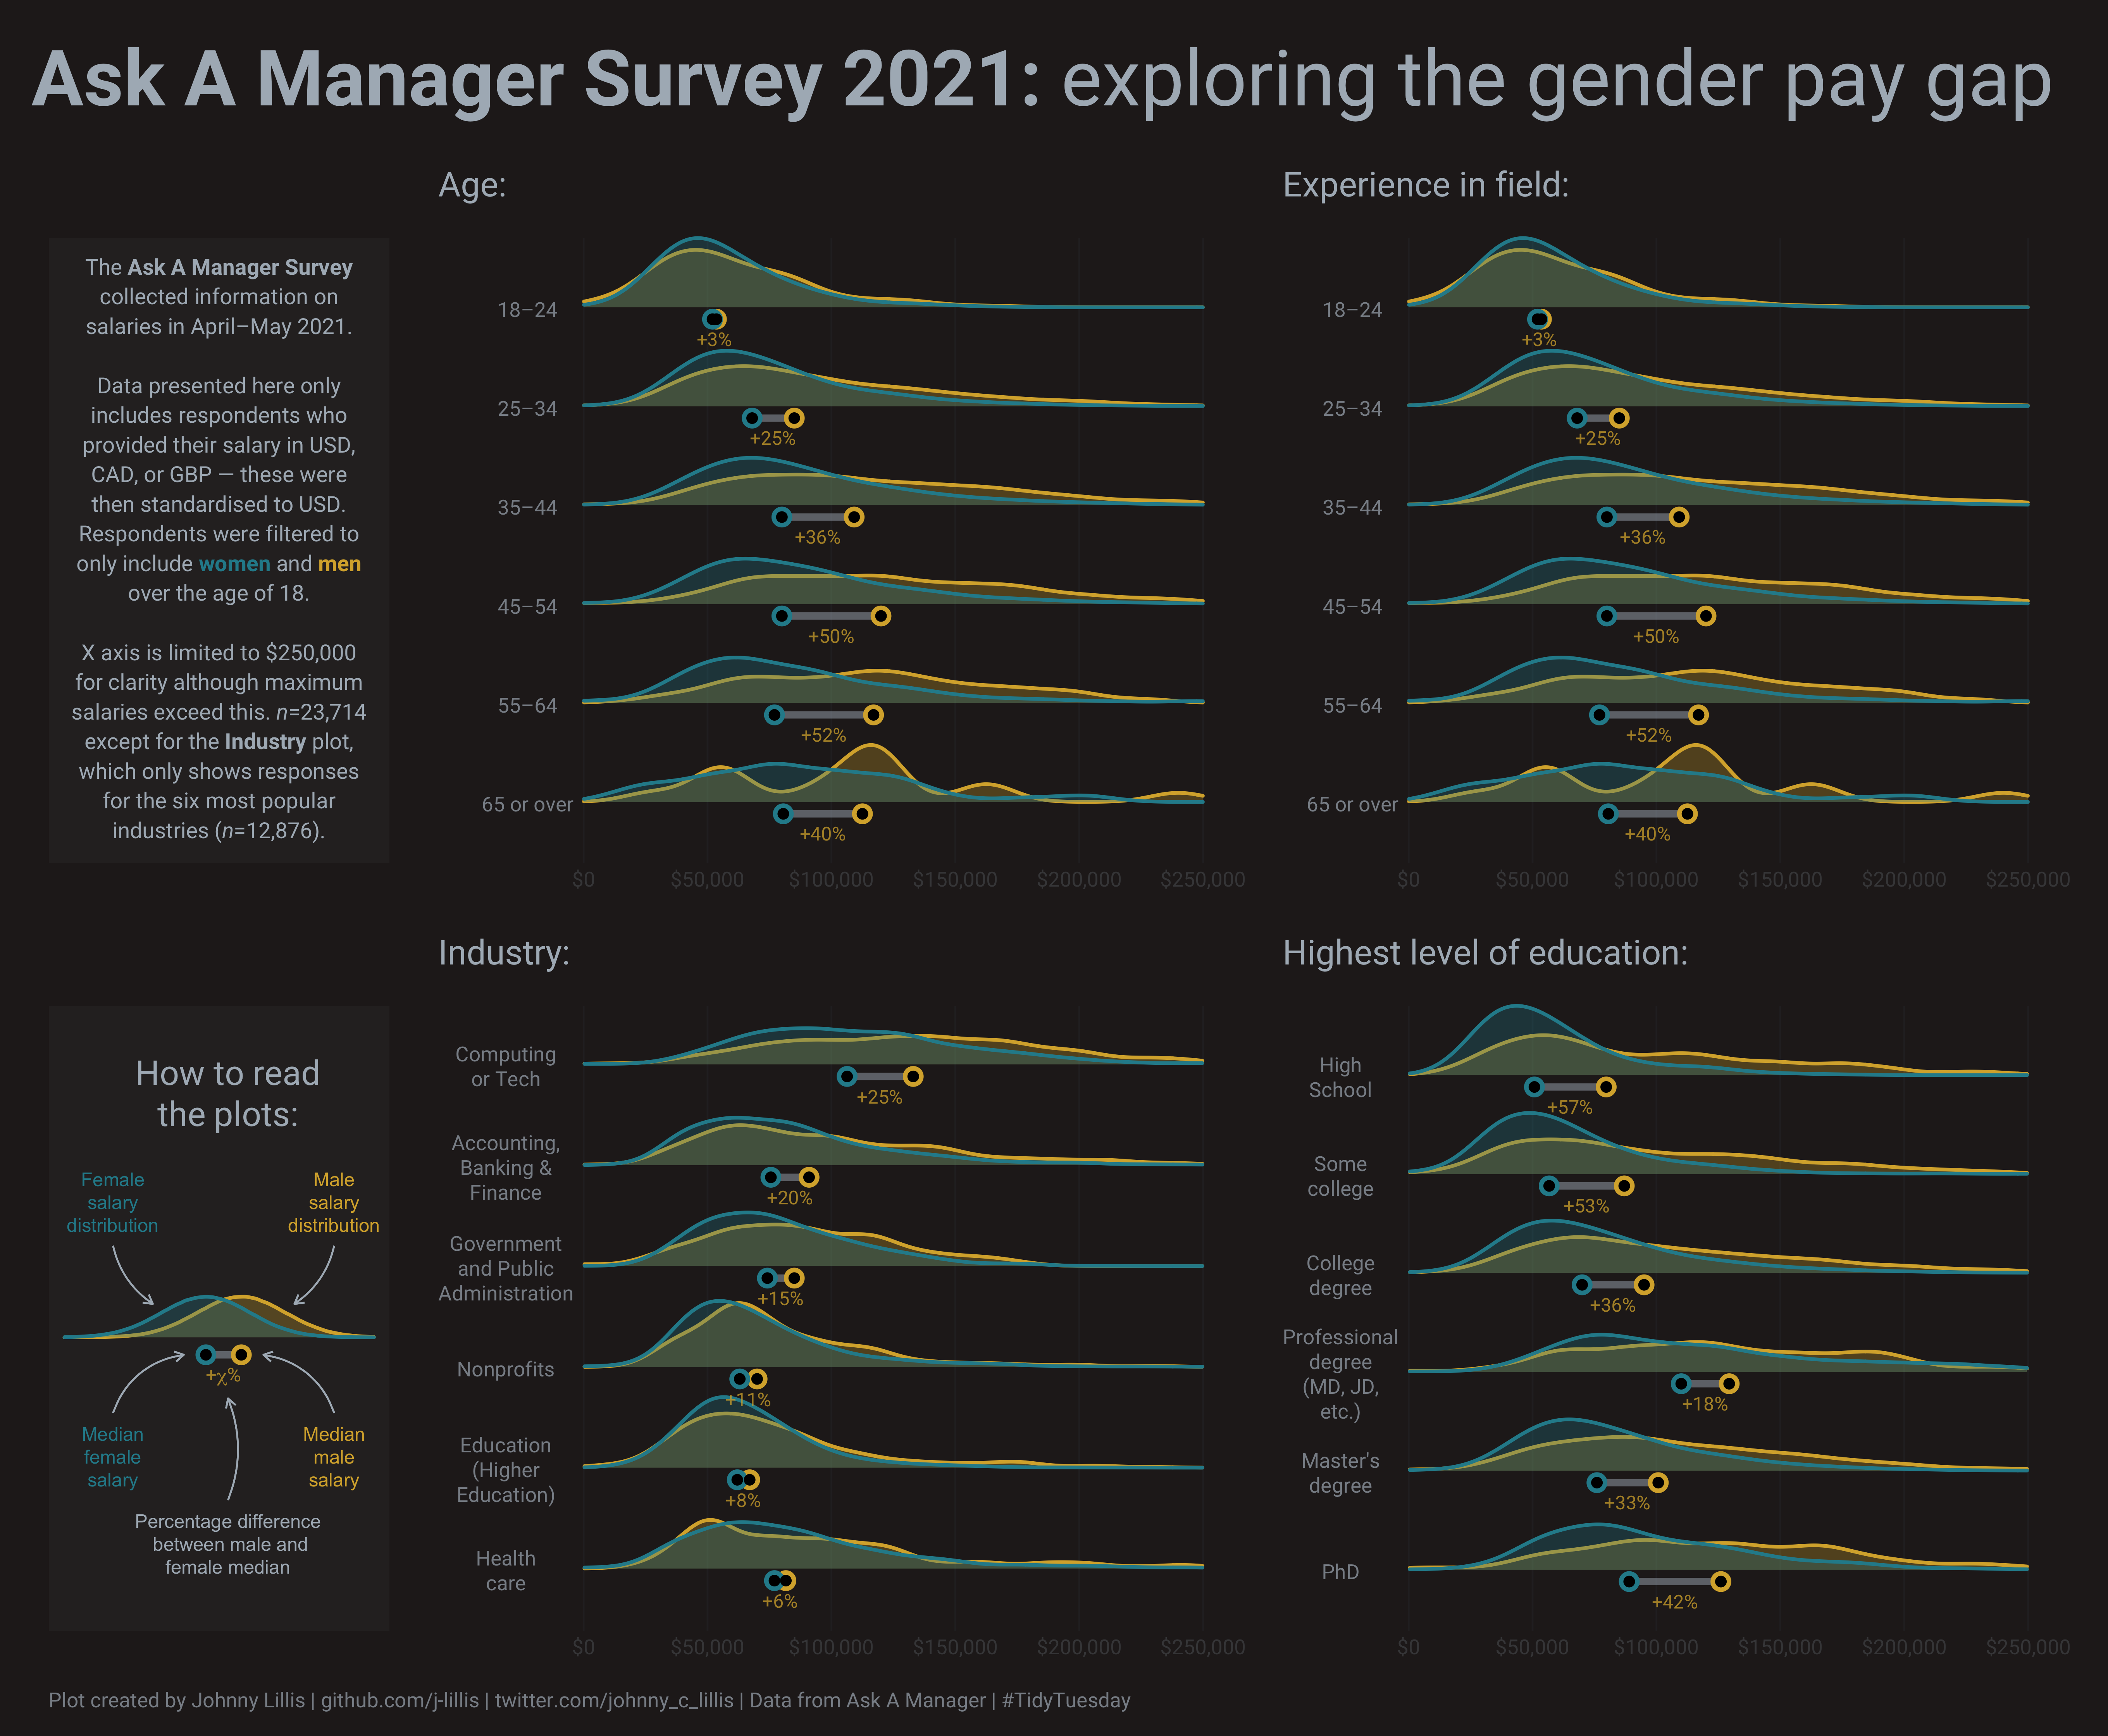 Ask A Manager Survey 2021: exploring the gender pay gap
The Ask A Manager Survey
collected information on
salaries in April–May 2021.
Data presented here only
includes respondents who
provided their salary in USD,
CAD, or GBP — these were
then standardised to USD.
Respondents were filtered to
only include women and men
over the age of 18.
X axis is limited to $250,000
for clarity although maximum
salaries exceed this. n=23,714
except for the Industry plot,
which only shows responses
for the six most popular
industries (n=12,876).
Age:
18–24
+3%
25–34
+25%
35–44
+36%
45–54
+50%
55–64
+52%
65 or over
+40%
$0 $50,000 $100,000 $150,000 $200,000 $250,000
Experience in field:
18–24
+3%
25–34
+25%
35–44
+36%
45–54
+50%
55–64
+52%
65 or over
+40%
$0 $50,000 $100,000 $150,000 $200,000 $250,000
How to read
the plots:
Female
salary
distribution
Male
salary
distribution
+χ%
Median
female
salary
Median
male
salary
Percentage difference
between male and
female median
Industry:
Computing
or Tech
+25%
Accounting,
Banking &
Finance
+20%
Government
and Public
Administration
+15%
Nonprofits
+11%
Education
(Higher
Education)
+8%
Health
care
+6%
$0 $50,000 $100,000 $150,000 $200,000 $250,000
Highest level of education:
High
School
+57%
Some
college
+53%
College
degree
+36%
Professional
degree
(MD, JD,
etc.)
+18%
Master's
degree
+33%
PhD
+42%
$0 $50,000 $100,000 $150,000 $200,000 $250,000
Plot created by Johnny Lillis | github.com/j-lillis | twitter.com/johnny_c_lillis | Data from Ask A Manager | #TidyTuesday